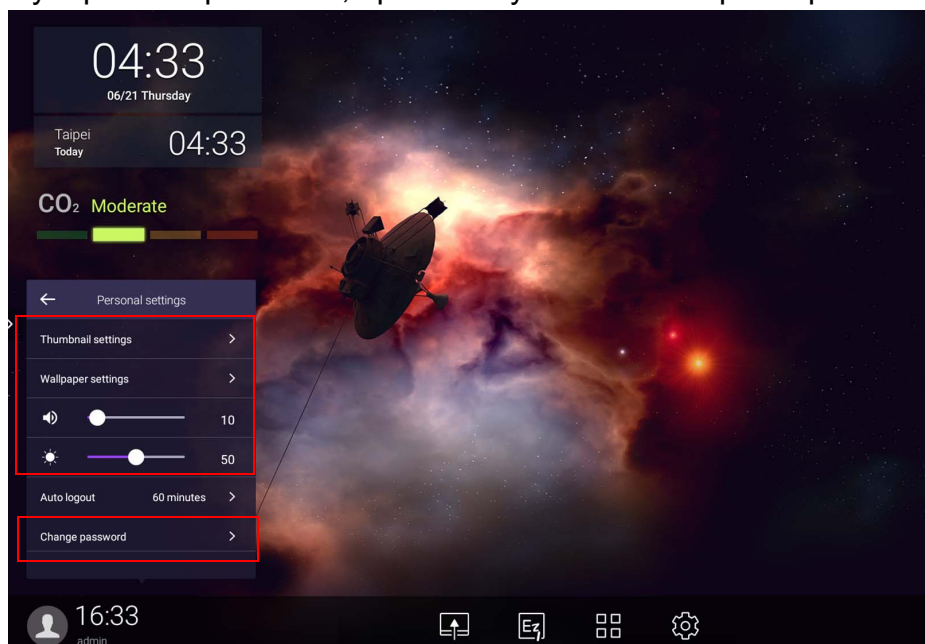 04:33
06/21 Thursday
Taipei
Today
04:33
CO₂ Moderate
Personal settings
Thumbnail settings
Wallpaper settings
10
50
Auto logout 60 minutes
Change password
16:33
admin